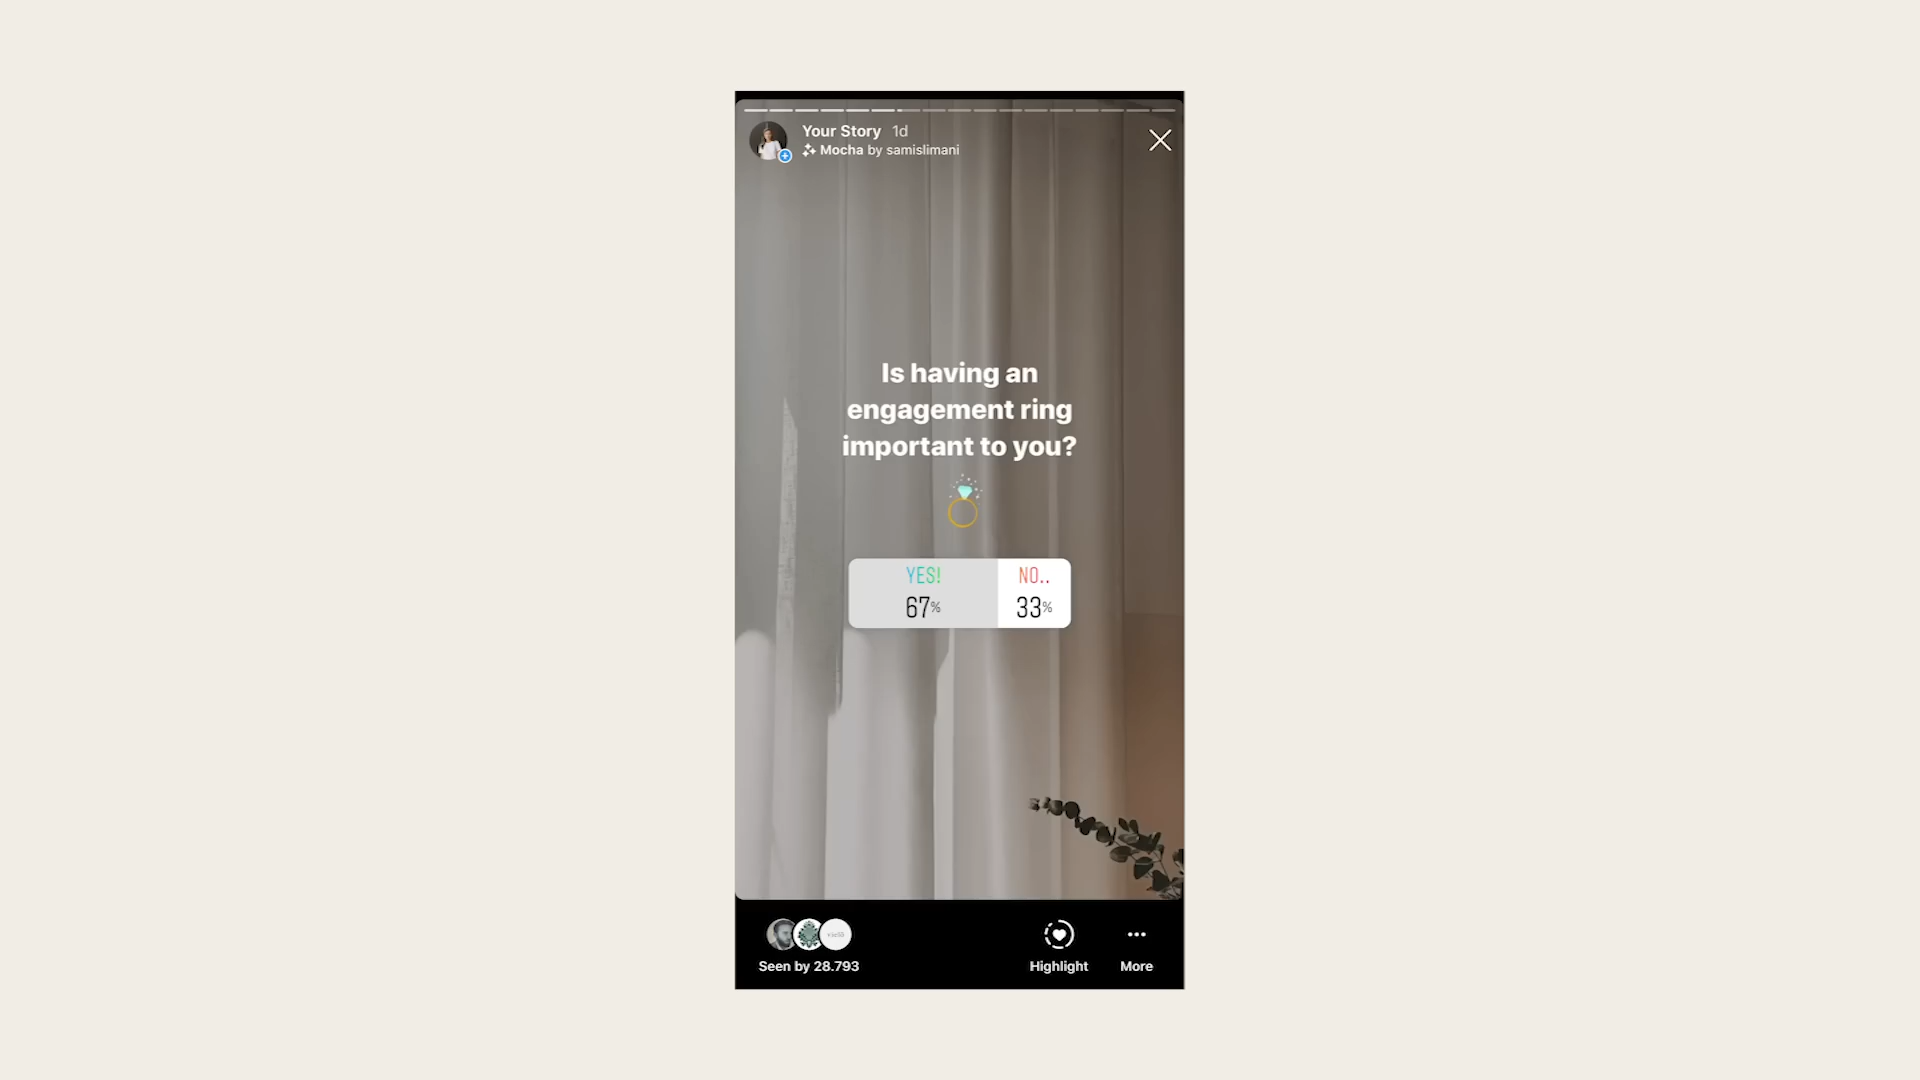 Your Story 1d
Mocha by samislimani
Is having an
engagement ring
important to you?
YES! NO..
67% 33%
Seen by 28.793
Highlight
More